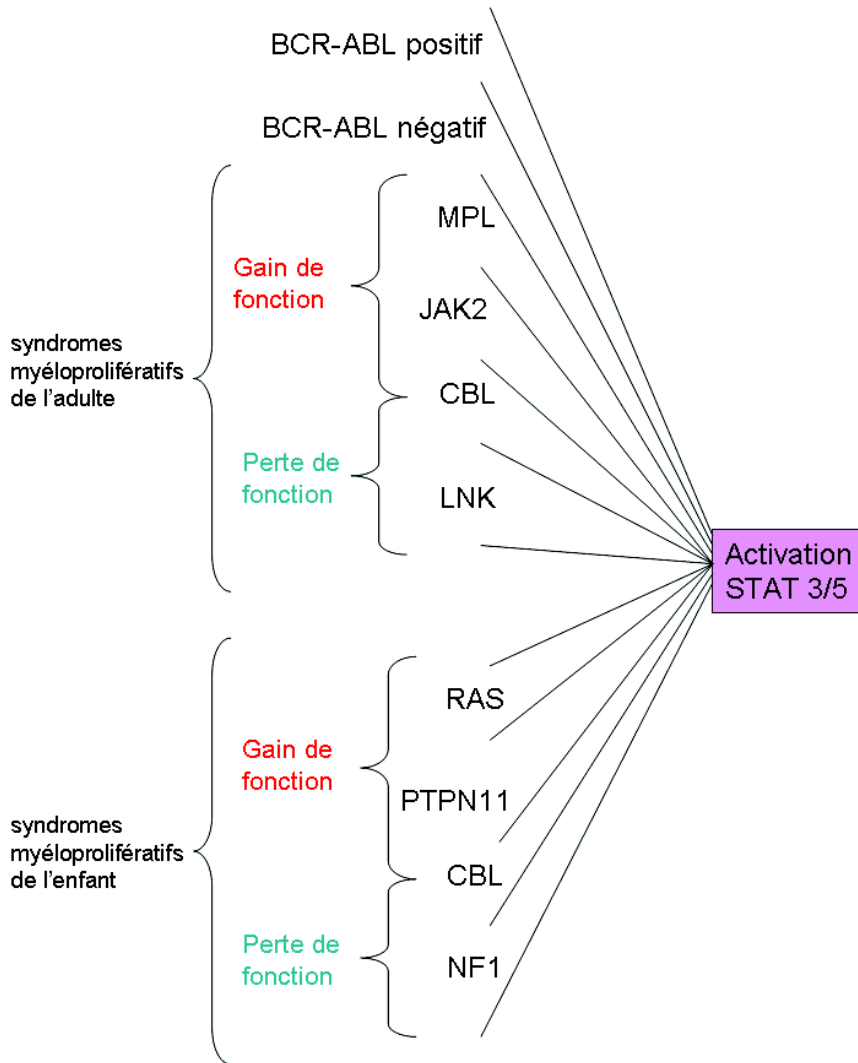 BCR-ABL positif
BCR-ABL négatif
syndromes
myéloprolifératifs
de l'adulte
Gain de
fonction
MPL
JAK2
CBL
Perte de
fonction
LNK
Activation
STAT 3/5
syndromes
myéloprolifératifs
de l'enfant
Gain de
fonction
RAS
PTPN11
CBL
Perte de
fonction
NF1